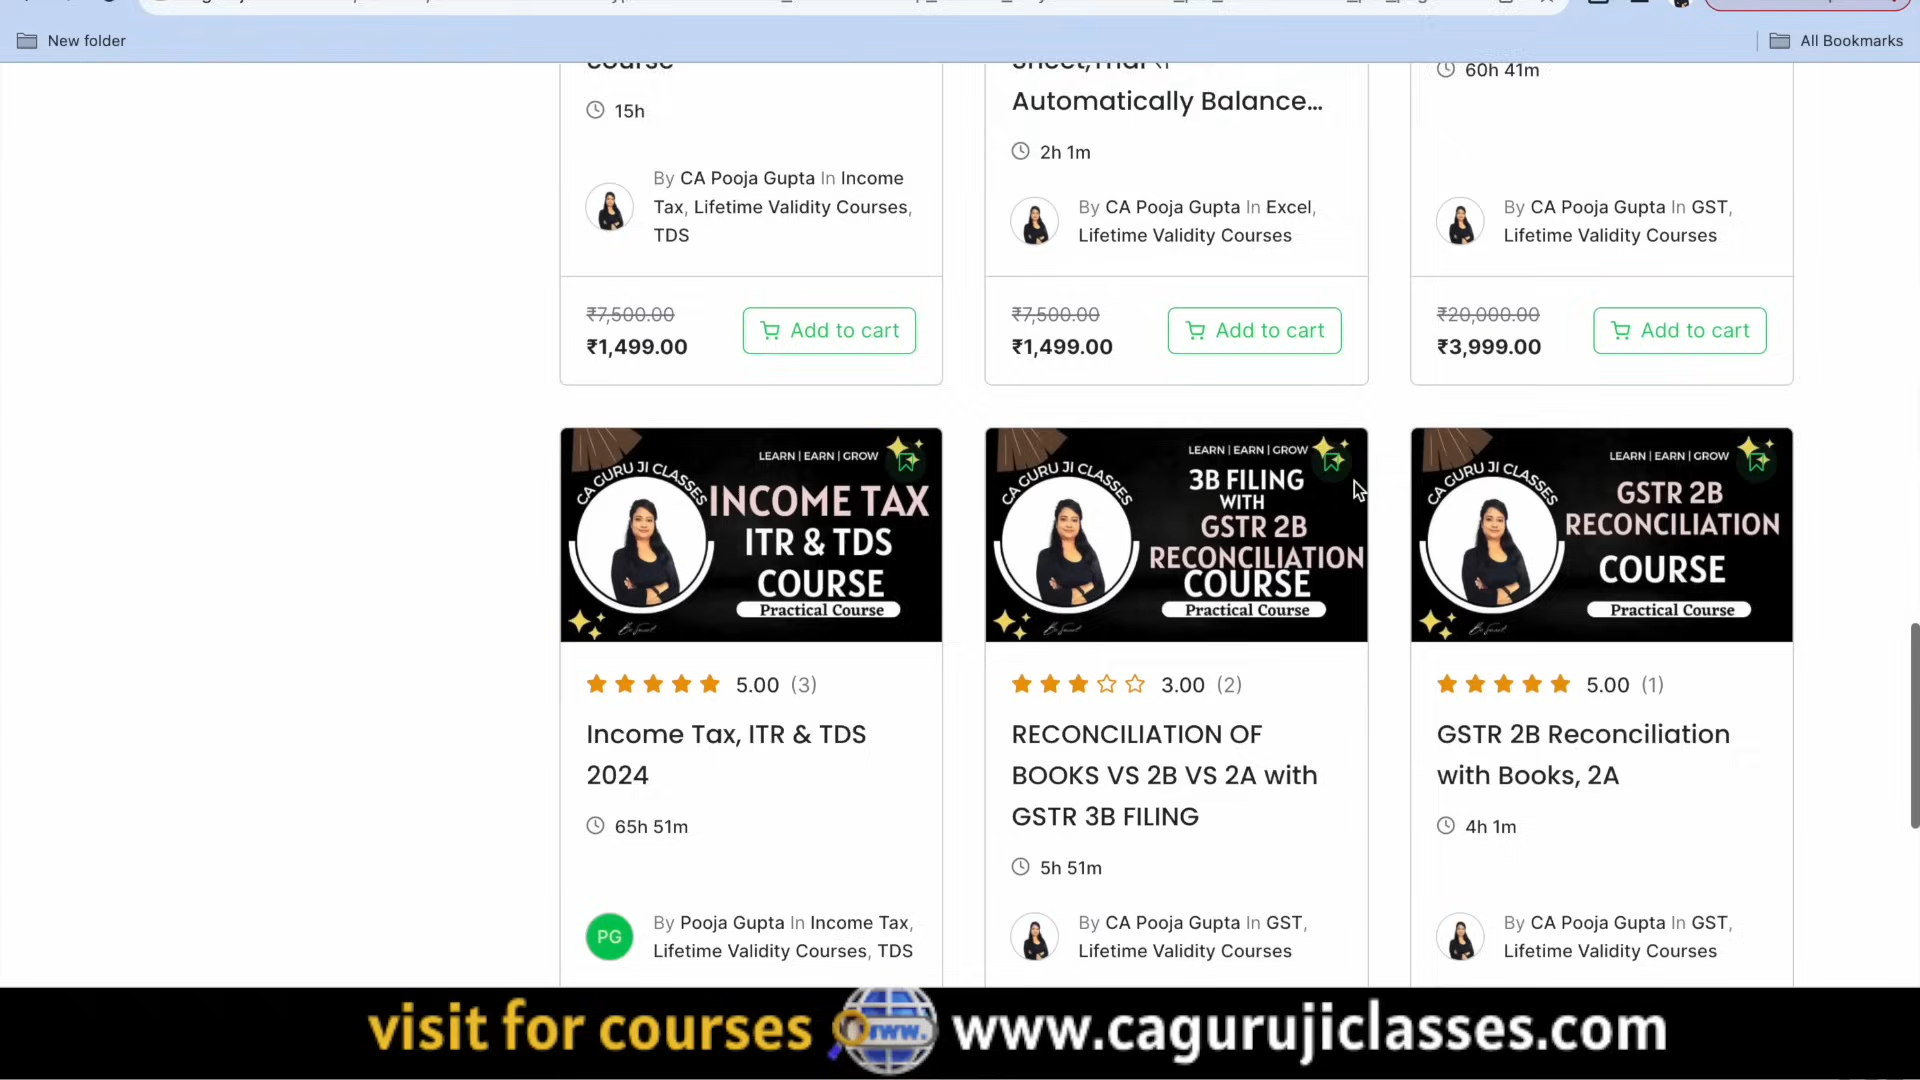 New folder
All Bookmarks
course
15h
By CA Pooja Gupta In Income
Tax, Lifetime Validity Courses,
TDS
₹7,500.00
₹1,499.00
Add to cart
Automatically Balance...
2h 1m
By CA Pooja Gupta In Excel,
Lifetime Validity Courses
₹7,500.00
₹1,499.00
Add to cart
60h 41m
By CA Pooja Gupta In GST,
Lifetime Validity Courses
₹20,000.00
₹3,999.00
Add to cart
LEARN | EARN | GROW
CA GURU JI CLASSES
INCOME TAX
ITR & TDS
COURSE
Practical Course
Be Smart
5.00 (3)
Income Tax, ITR & TDS
2024
65h 51m
PG
By Pooja Gupta In Income Tax,
Lifetime Validity Courses, TDS
LEARN | EARN | GROW
CA GURU JI CLASSES
3B FILING
WITH
GSTR 2B
RECONCILIATION
COURSE
Practical Course
Be Smart
3.00 (2)
RECONCILIATION OF
BOOKS VS 2B VS 2A with
GSTR 3B FILING
5h 51m
By CA Pooja Gupta In GST,
Lifetime Validity Courses
LEARN | EARN | GROW
CA GURU JI CLASSES
GSTR 2B
RECONCILIATION
COURSE
Practical Course
Be Smart
5.00 (1)
GSTR 2B Reconciliation
with Books, 2A
4h 1m
By CA Pooja Gupta In GST,
Lifetime Validity Courses
visit for courses
www.
www.cagurujiclasses.com